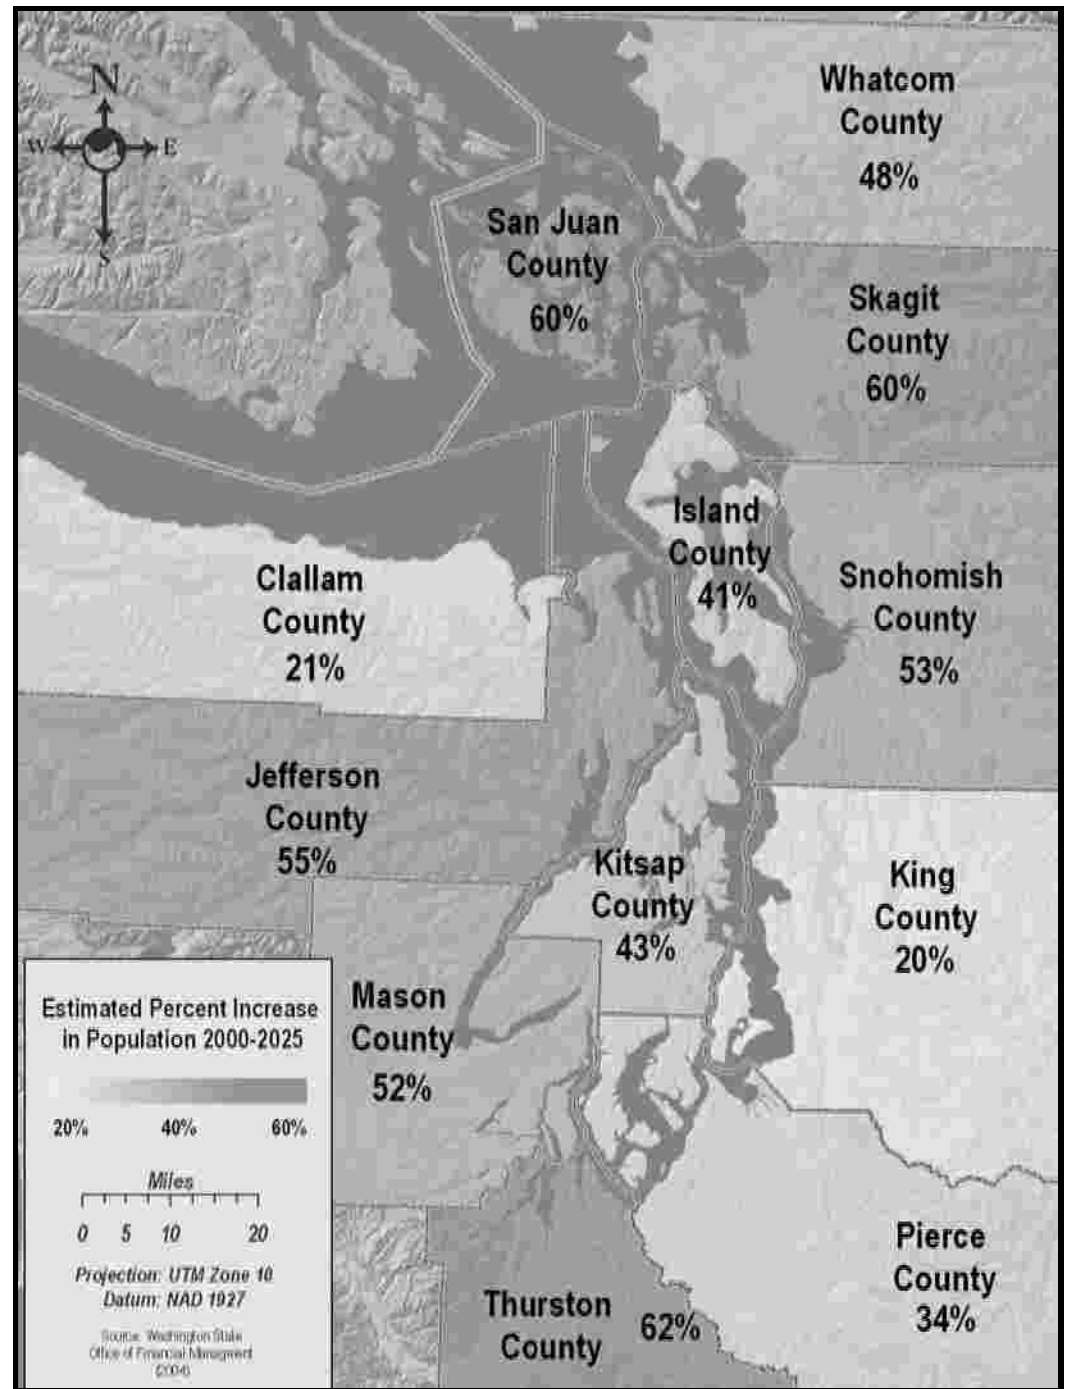 N
W E
S
Whatcom
County
48%
San Juan
County
60%
Skagit
County
60%
Island
County
41%
Clallam
County
21%
Snohomish
County
53%
Jefferson
County
55%
Kitsap
County
43%
King
County
20%
Mason
County
52%
Pierce
County
34%
Thurston
County
62%
Estimated Percent Increase
in Population 2000-2025
20% 40% 60%
Miles
0 5 10 20
Projection: UTM Zone 10
Datum: NAD 1927
Source: Washington State
Office of Financial Managment
(2004)